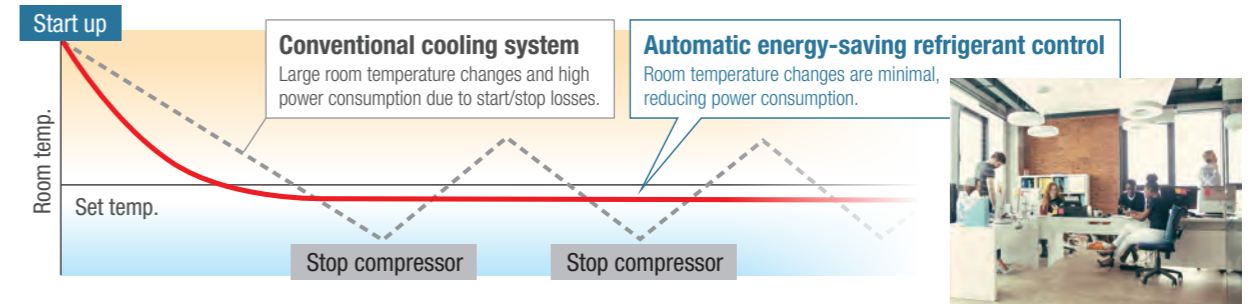 Start up
Conventional cooling system
Large room temperature changes and high
power consumption due to start/stop losses.
Automatic energy-saving refrigerant control
Room temperature changes are minimal,
reducing power consumption.
Room temp.
Set temp.
Stop compressor
Stop compressor